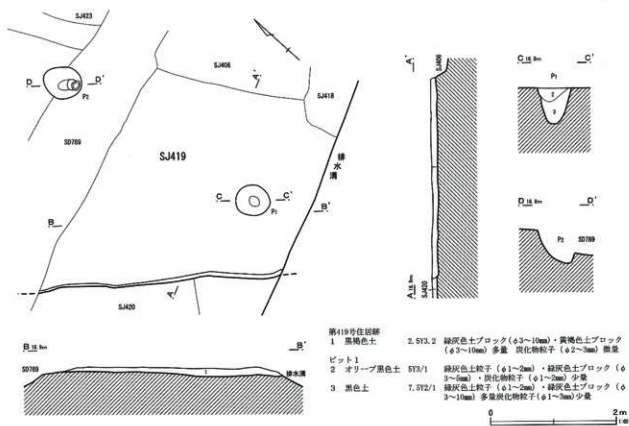 SJ423
SJ406
A'
SJ418
D
D'
P2
SD789
SJ419
排水溝
C
C'
P1
B
B'
A
SJ420
A'
SJ406
A 16.9m
SJ420
C 16.9m
C'
P1
2
3
D 16.9m
D'
P2
SD789
B 16.9m
B'
SD789
1
排水溝
第419号住居跡
1 黒褐色土 2.5Y3.2 緑灰色土ブロック(φ3〜10㎜)・黄褐色土ブロック
(φ3〜10㎜) 多量 炭化物粒子(φ2〜3㎜) 微量
ピット1
2 オリーブ黒色土 5Y3/1 緑灰色土粒子(φ1〜2㎜)・緑灰色土ブロック(φ
3〜5㎜)・炭化物粒子(φ1〜2㎜) 少量
3 黒色土 7.5Y2/1 緑灰色土粒子(φ1〜2㎜)・緑灰色土ブロック(φ
3〜10㎜) 多量炭化物粒子(φ1〜3㎜)少量
0 2m
1:60